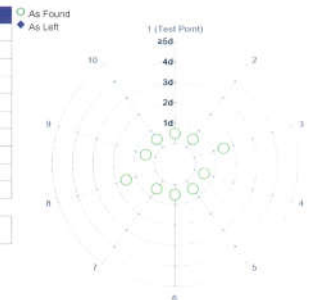 As Found
As Left
1 (Test Point)
≥5d
4d
3d
2d
1d
10
2
9
3
8
4
7
5
6